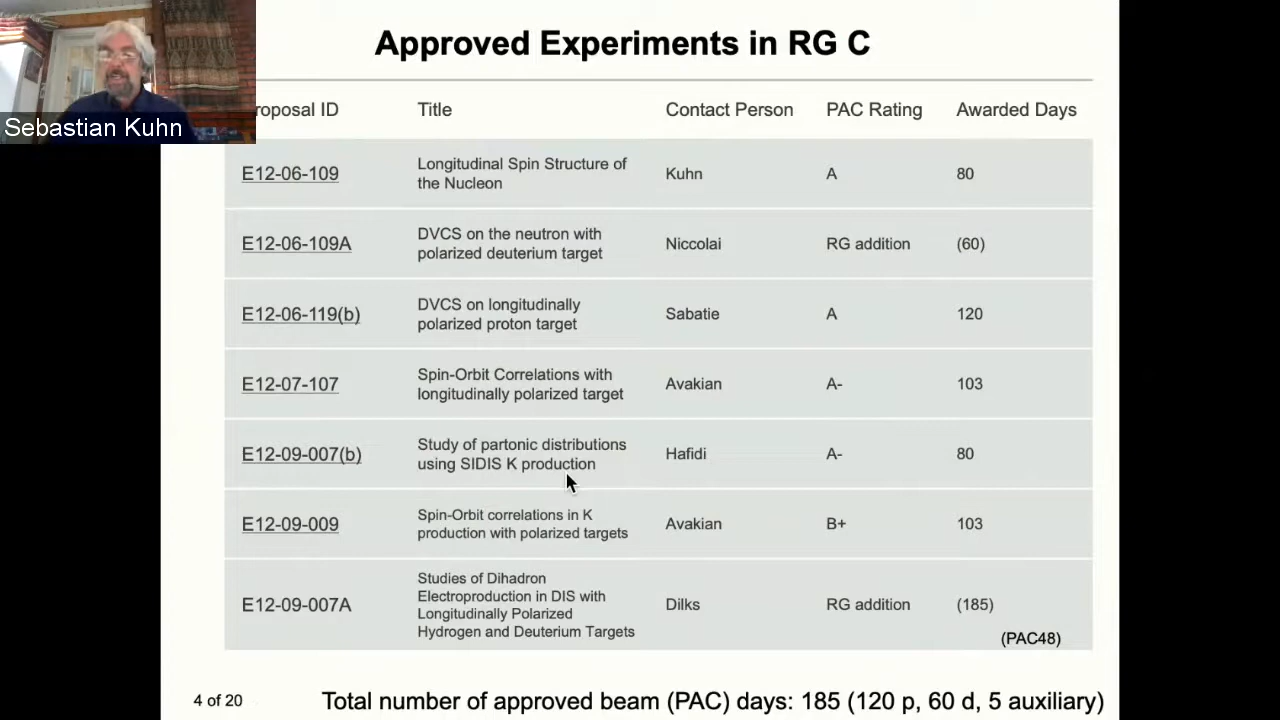 Approved Experiments in RG C
Sebastian Kuhn
roposal ID Title Contact Person PAC Rating Awarded Days
E12-06-109 Longitudinal Spin Structure of the Nucleon Kuhn A 80
E12-06-109A DVCS on the neutron with polarized deuterium target Niccolai RG addition (60)
E12-06-119(b) DVCS on longitudinally polarized proton target Sabatie A 120
E12-07-107 Spin-Orbit Correlations with longitudinally polarized target Avakian A- 103
E12-09-007(b) Study of partonic distributions using SIDIS K production Hafidi A- 80
E12-09-009 Spin-Orbit correlations in K production with polarized targets Avakian B+ 103
E12-09-007A Studies of Dihadron Electroproduction in DIS with Longitudinally Polarized Hydrogen and Deuterium Targets Dilks RG addition (185)
(PAC48)
4 of 20 Total number of approved beam (PAC) days: 185 (120 p, 60 d, 5 auxiliary)